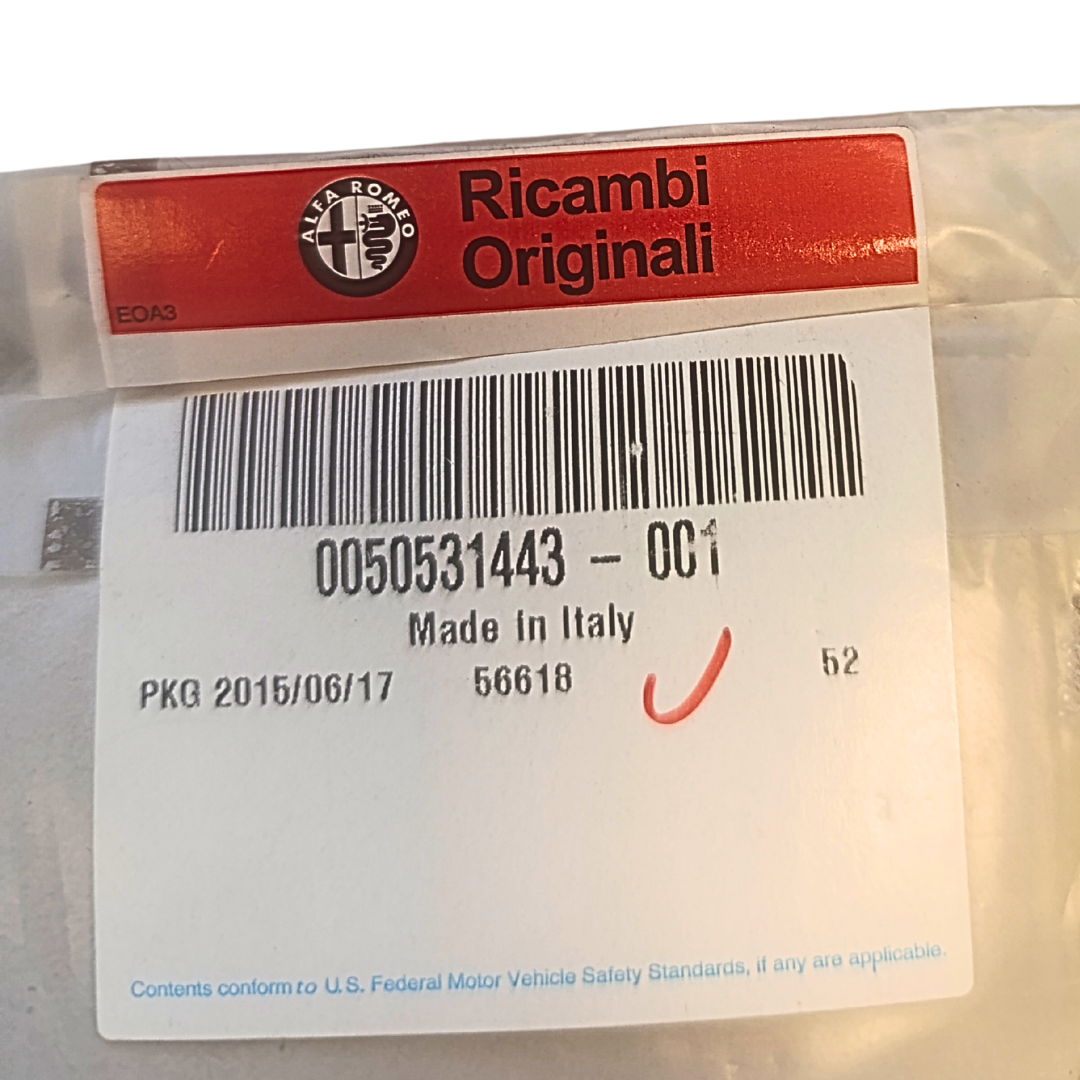 ALFA ROMEO
Ricambi
Originali
EOA3
0050531443 - 001
Made in Italy
PKG 2015/06/17 56618 52
Contents conform to U.S. Federal Motor Vehicle Safety Standards, if any are applicable.